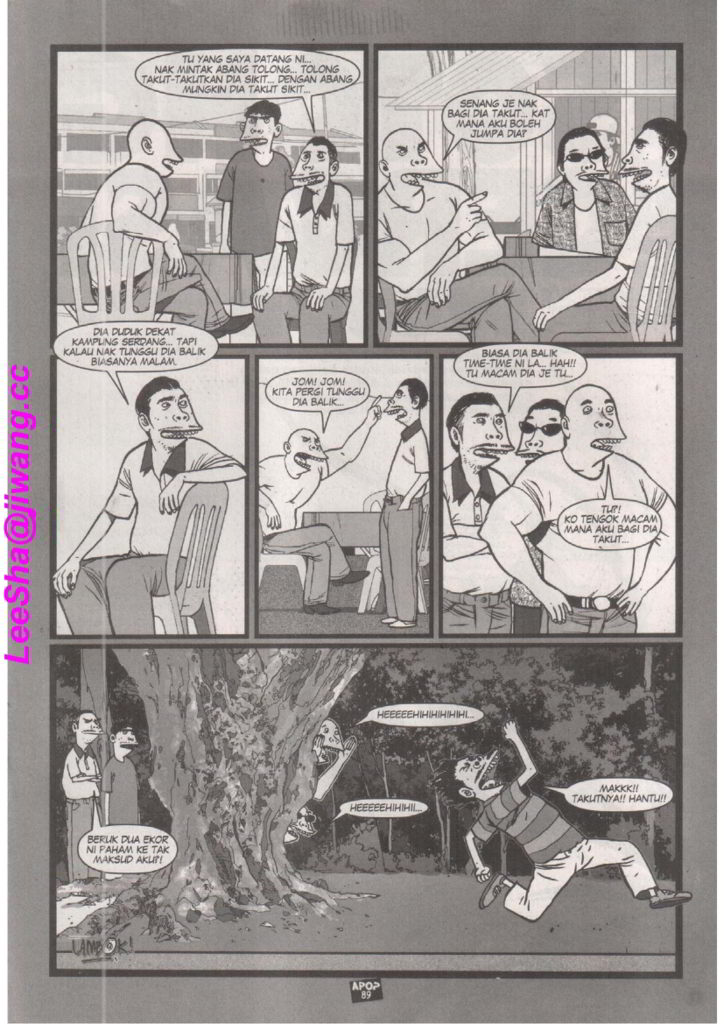 TU YANG SAYA DATANG NI...
NAK MINTAK ABANG TOLONG... TOLONG
TAKUT-TAKUTKAN DIA SIKIT... DENGAN ABANG
MUNGKIN DIA TAKUT SIKIT...
SENANG JE NAK
BAGI DIA TAKUT... KAT
MANA AKU BOLEH
JUMPA DIA?
DIA DUDUK DEKAT
KAMPUNG SERDANG... TAPI
KALAU NAK TUNGGU DIA BALIK
BIASANYA MALAM.
JOM! JOM!
KITA PERGI TUNGGU
DIA BALIK...
BIASA DIA BALIK
TIME-TIME NI LA... HAH!!
TU MACAM DIA JE TU...
TU?!
KO TENGOK MACAM
MANA AKU BAGI DIA
TAKUT...
HEEEEEHIHIHIHIHIHI...
HEEEEEHIHIHII...
MAKKK!!
TAKUTNYA!! HANTU!!
BERUK DUA EKOR
NI FAHAM KE TAK
MAKSUD AKU?!
LAMBOK!
APOP
89
LeeSha@jiwang.cc